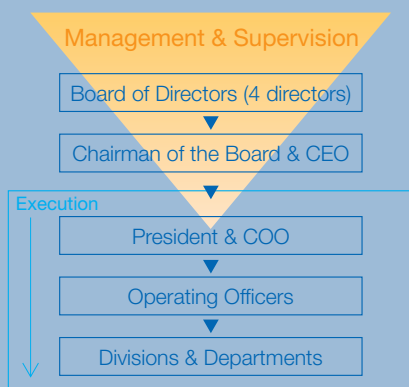 Management & Supervision
Board of Directors (4 directors)
Chairman of the Board & CEO
Execution
President & COO
Operating Officers
Divisions & Departments